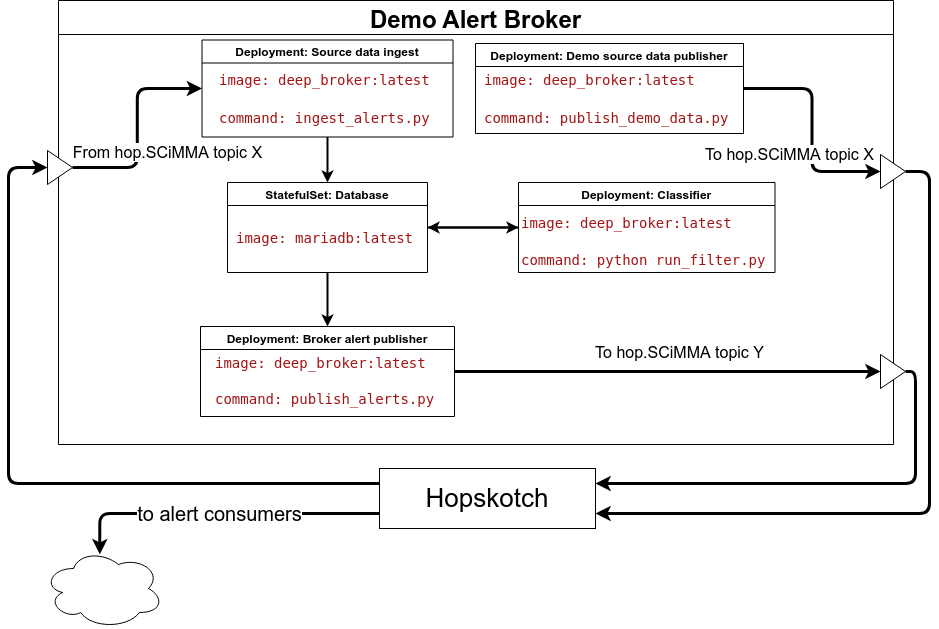 Demo Alert Broker
Deployment: Source data ingest
image: deep_broker:latest
command: ingest_alerts.py
Deployment: Demo source data publisher
image: deep_broker:latest
command: publish_demo_data.py
From hop.SCiMMA topic X
To hop.SCiMMA topic X
StatefulSet: Database
image: mariadb:latest
Deployment: Classifier
image: deep_broker:latest
command: python run_filter.py
Deployment: Broker alert publisher
image: deep_broker:latest
command: publish_alerts.py
To hop.SCiMMA topic Y
Hopskotch
to alert consumers